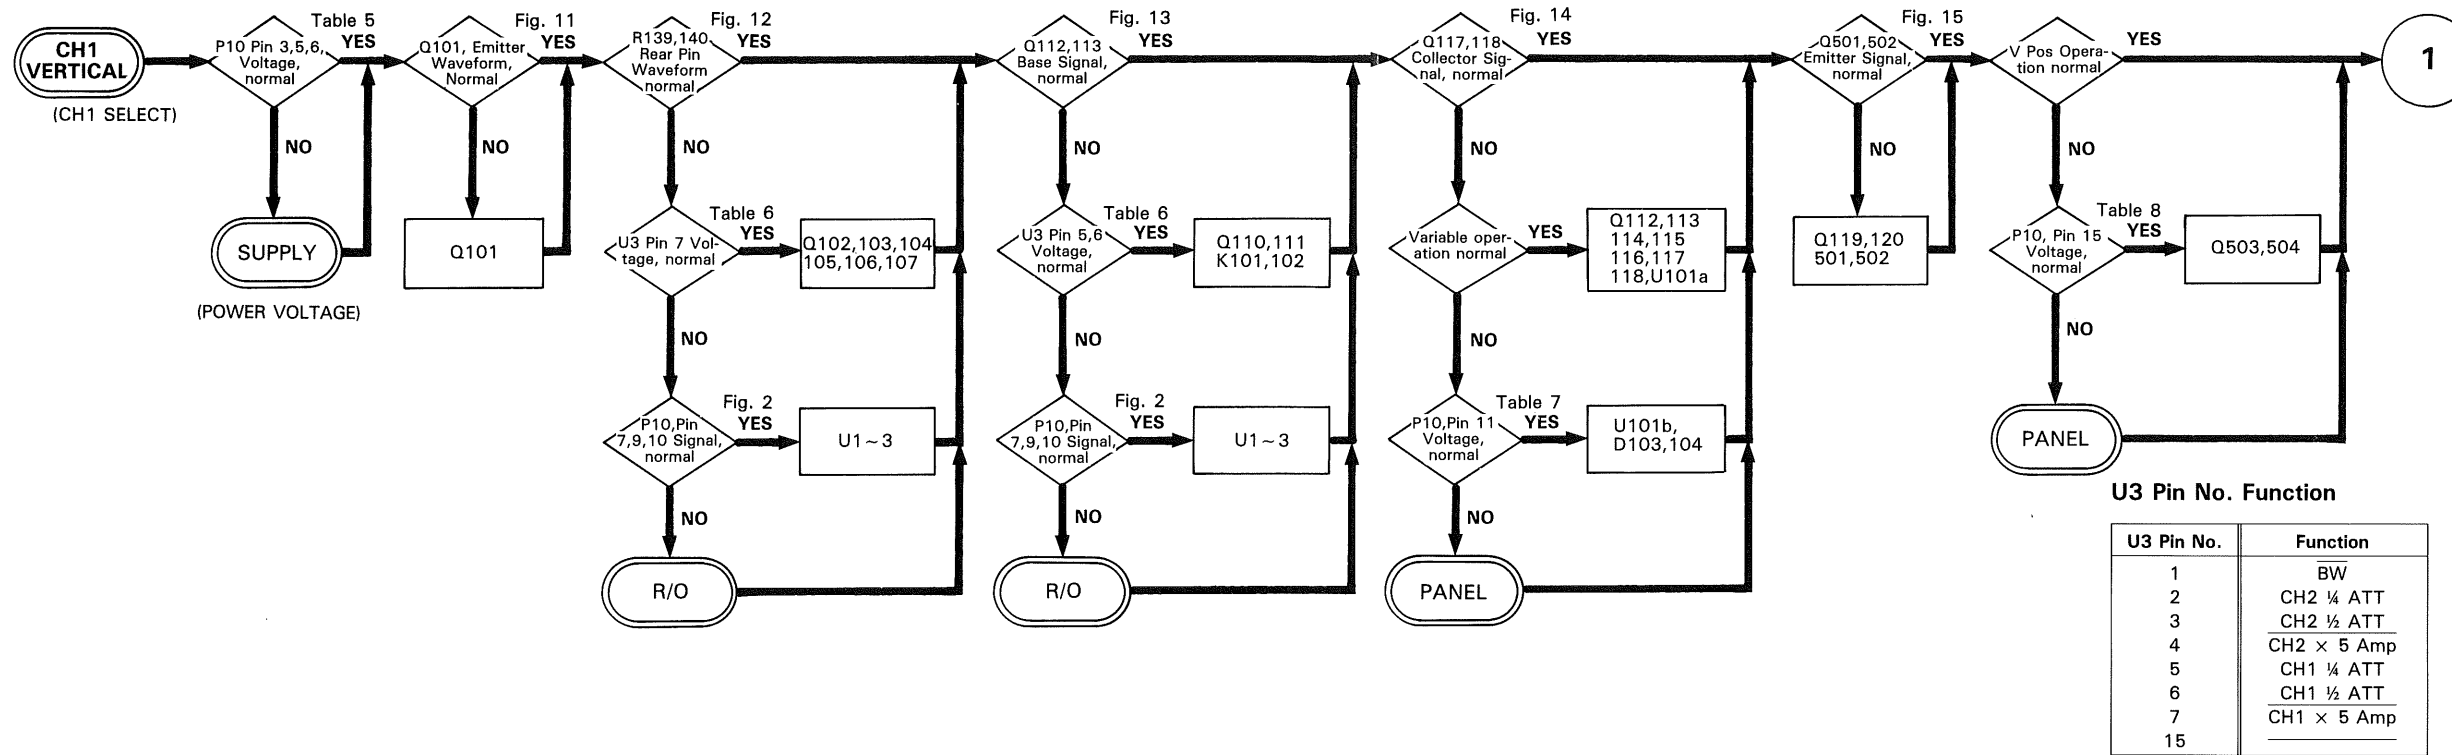 CH1
VERTICAL
(CH1 SELECT)
P10 Pin 3,5,6,
Voltage,
normal
Table 5
YES
NO
SUPPLY
(POWER VOLTAGE)
Q101, Emitter
Waveform,
Normal
Fig. 11
YES
NO
Q101
R139,140
Rear Pin
Waveform
normal
Fig. 12
YES
NO
U3 Pin 7 Vol-
tage, normal
Table 6
YES
Q102,103,104
105,106,107
NO
P10,Pin
7,9,10 Signal,
normal
Fig. 2
YES
U1~3
NO
R/O
Q112,113
Base Signal,
normal
Fig. 13
YES
NO
U3 Pin 5,6
Voltage,
normal
Table 6
YES
Q110,111
K101,102
NO
P10,Pin
7,9,10 Signal,
normal
Fig. 2
YES
U1~3
NO
R/O
Q117,118
Collector Sig-
nal, normal
Fig. 14
YES
NO
Variable oper-
ation normal
YES
Q112,113
114,115
116,117
118,U101a
NO
P10,Pin 11
Voltage,
normal
Table 7
YES
U101b,
D103,104
NO
PANEL
Q501,502
Emitter Signal,
normal
Fig. 15
YES
NO
Q119,120
501,502
V Pos Opera-
tion normal
YES
NO
P10, Pin 15
Voltage,
normal
Table 8
YES
Q503,504
NO
PANEL
1
U3 Pin No. Function
U3 Pin No. Function
1 B̅W̅
2 CH2 ¼ ATT
3 CH2 ½ ATT
4 C̅H̅2̅ ̅×̅ ̅5̅ ̅A̅m̅p̅
5 CH1 ¼ ATT
6 CH1 ½ ATT
7 C̅H̅1̅ ̅×̅ ̅5̅ ̅A̅m̅p̅
15 ———